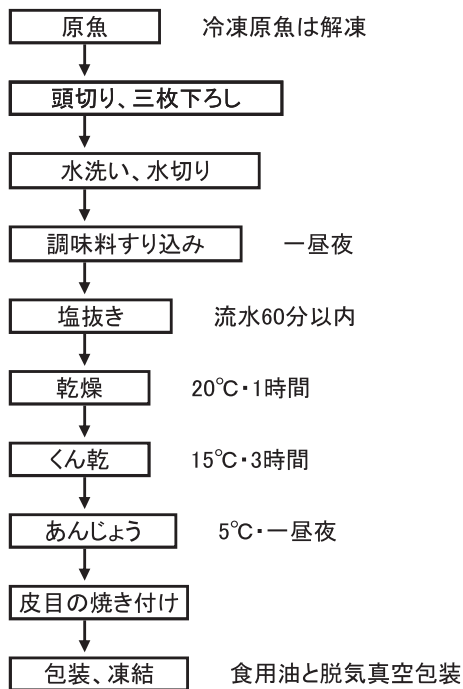 原魚 冷凍原魚は解凍
頭切り、三枚下ろし
水洗い、水切り
調味料すり込み 一昼夜
塩抜き 流水60分以内
乾燥 20℃・1時間
くん乾 15℃・3時間
あんじょう 5℃・一昼夜
皮目の焼き付け
包装、凍結 食用油と脱気真空包装